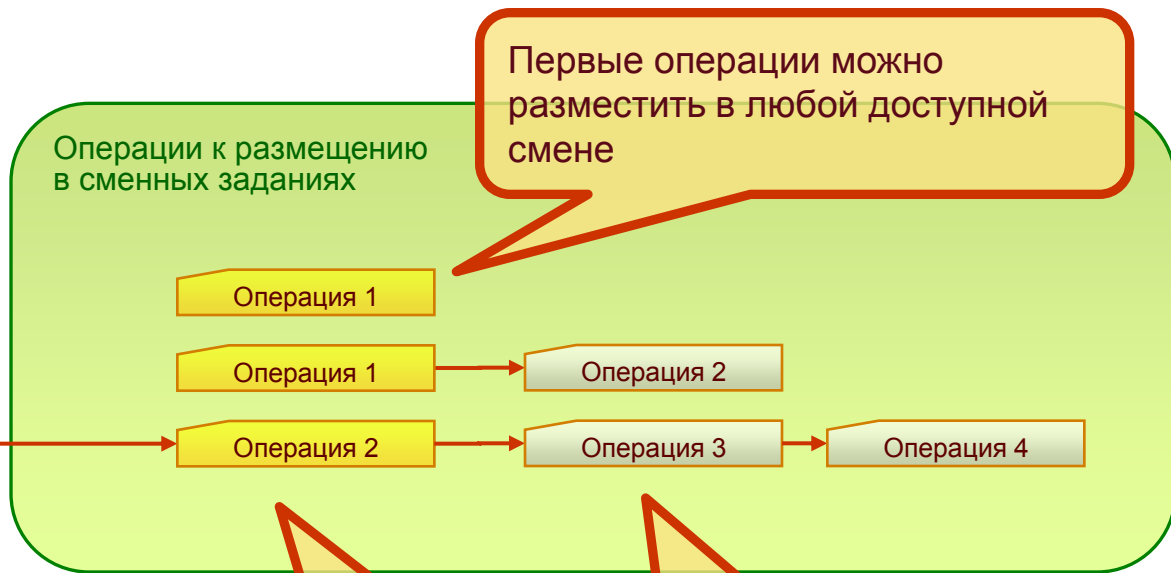 Первые операции можно
разместить в любой доступной
смене
Операции к размещению
в сменных заданиях
Операция 1
Операция 1
Операция 2
Операция 2
Операция 3
Операция 4